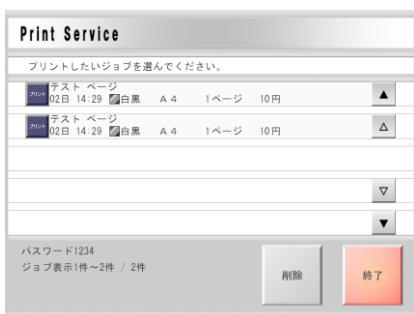 Print Service
プリントしたいジョブを選んでください。
プリント テスト ページ
02日 14:29 白黒 A4 1ページ 10円
プリント テスト ページ
02日 14:29 白黒 A4 1ページ 10円
パスワード1234
ジョブ表示1件～2件 / 2件
削除
終了